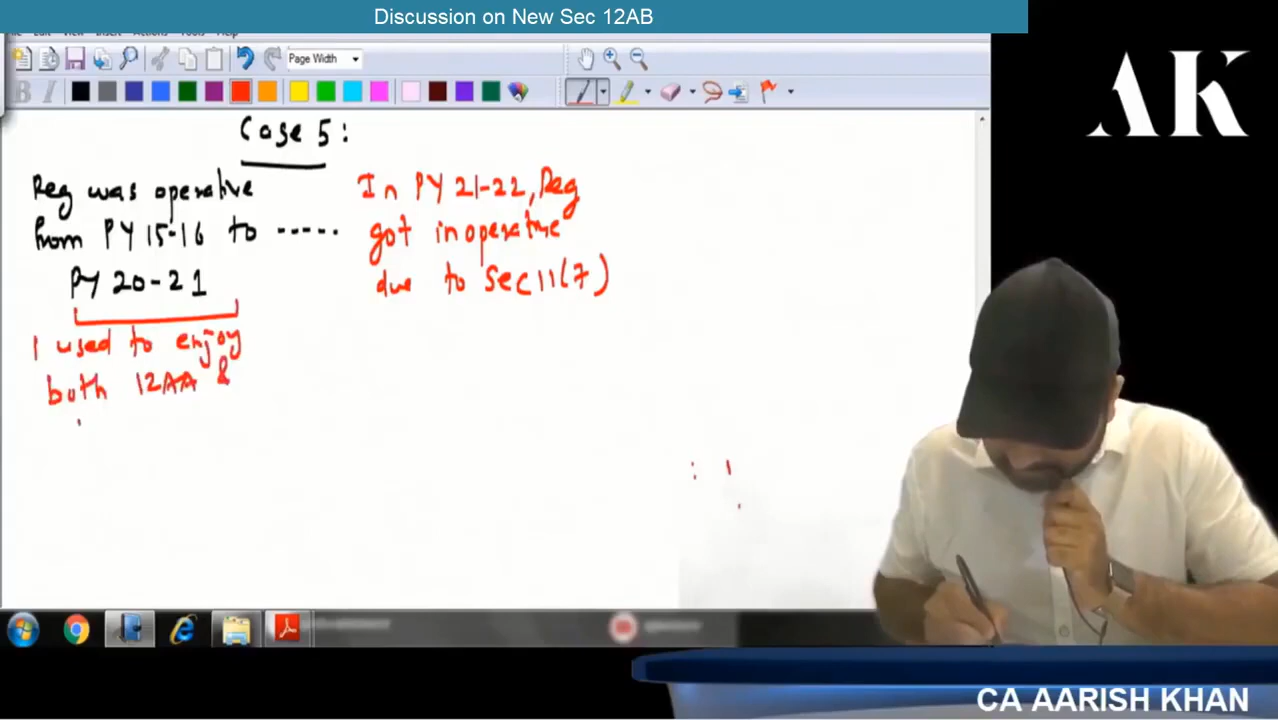 Discussion on New Sec 12AB
Page Width
AK
Case 5:
Reg was operative
from PY 15-16 to -----
PY 20-21
I used to enjoy
both 12AA &
In PY 21-22, Reg
got inoperative
due to Sec 11(7)
CA AARISH KHAN